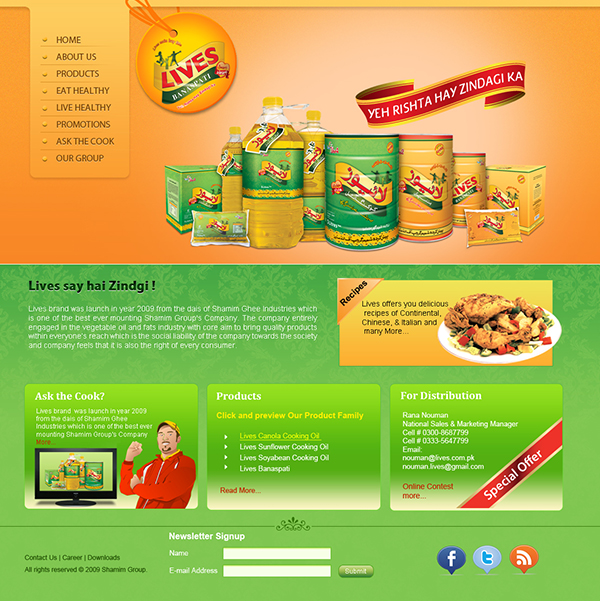 HOME
ABOUT US
PRODUCTS
EAT HEALTHY
LIVE HEALTHY
PROMOTIONS
ASK THE COOK
OUR GROUP
LIVES
BANASPATI
YEH RISHTA HAY ZINDAGI KA
لائیوز
LIVES
Lives say hai Zindgi !
Lives brand was launch in year 2009 from the dais of Shamim Ghee Industries which
is one of the best ever mounting Shamim Group's Company. The company entirely
engaged in the vegetable oil and fats industry with core aim to bring quality products
within everyone's reach which is the social liability of the company towards the society
and company feels that it is also the right of every consumer.
Recipes
Lives offers you delicious
recipes of Continental,
Chinese, & Italian and
many More...
Ask the Cook?
Lives brand was launch in year 2009
from the dais of Shamim Ghee
Industries which is one of the best ever
mounting Shamim Group's Company
More...
Products
Click and preview Our Product Family
Lives Canola Cooking Oil
Lives Sunflower Cooking Oil
Lives Soyabean Cooking Oil
Lives Banaspati
Read More...
For Distribution
Rana Nouman
National Sales & Marketing Manager
Cell # 0300-8687799
Cell # 0333-5647799
Email:
nouman@lives.com.pk
nouman.lives@gmail.com
Online Contest
more...
Special Offer
Newsletter Signup
Name
E-mail Address
Submit
Contact Us | Career | Downloads
All rights reserved © 2009 Shamim Group.